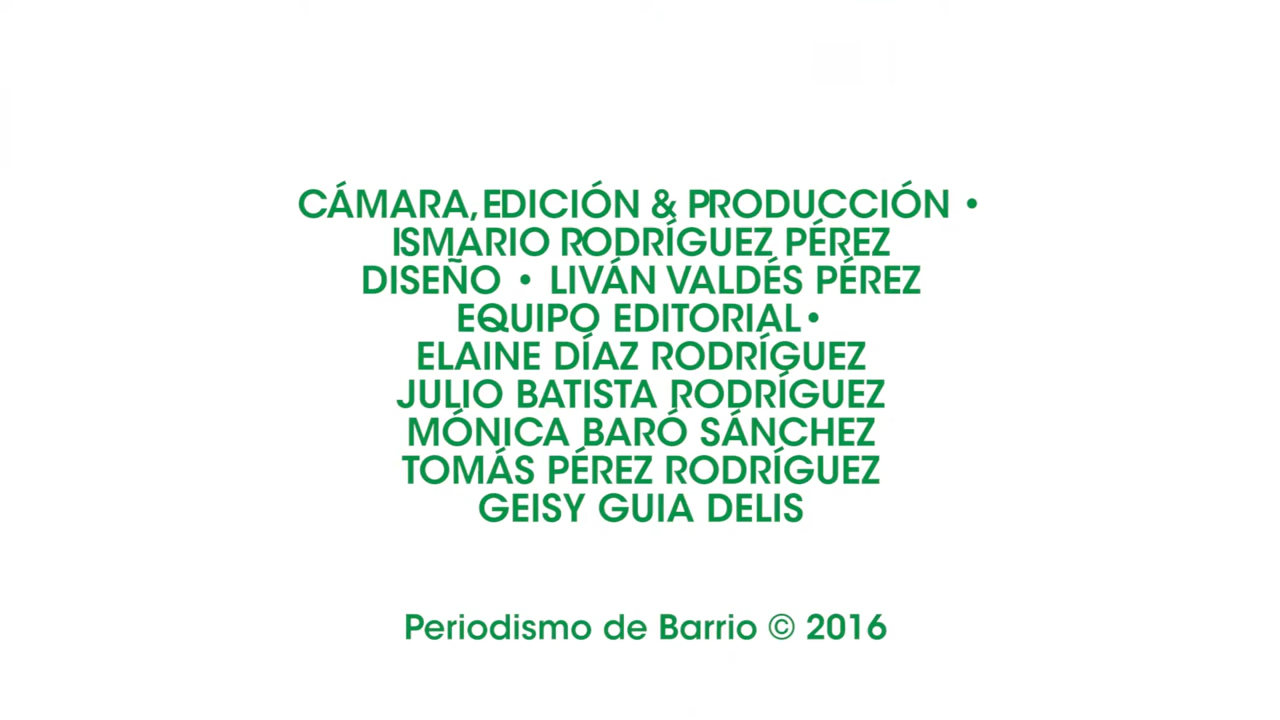 CÁMARA, EDICIÓN & PRODUCCIÓN •
ISMARIO RODRÍGUEZ PÉREZ
DISEÑO • LIVÁN VALDÉS PÉREZ
EQUIPO EDITORIAL •
ELAINE DÍAZ RODRÍGUEZ
JULIO BATISTA RODRÍGUEZ
MÓNICA BARÓ SÁNCHEZ
TOMÁS PÉREZ RODRÍGUEZ
GEISY GUIA DELIS
Periodismo de Barrio © 2016